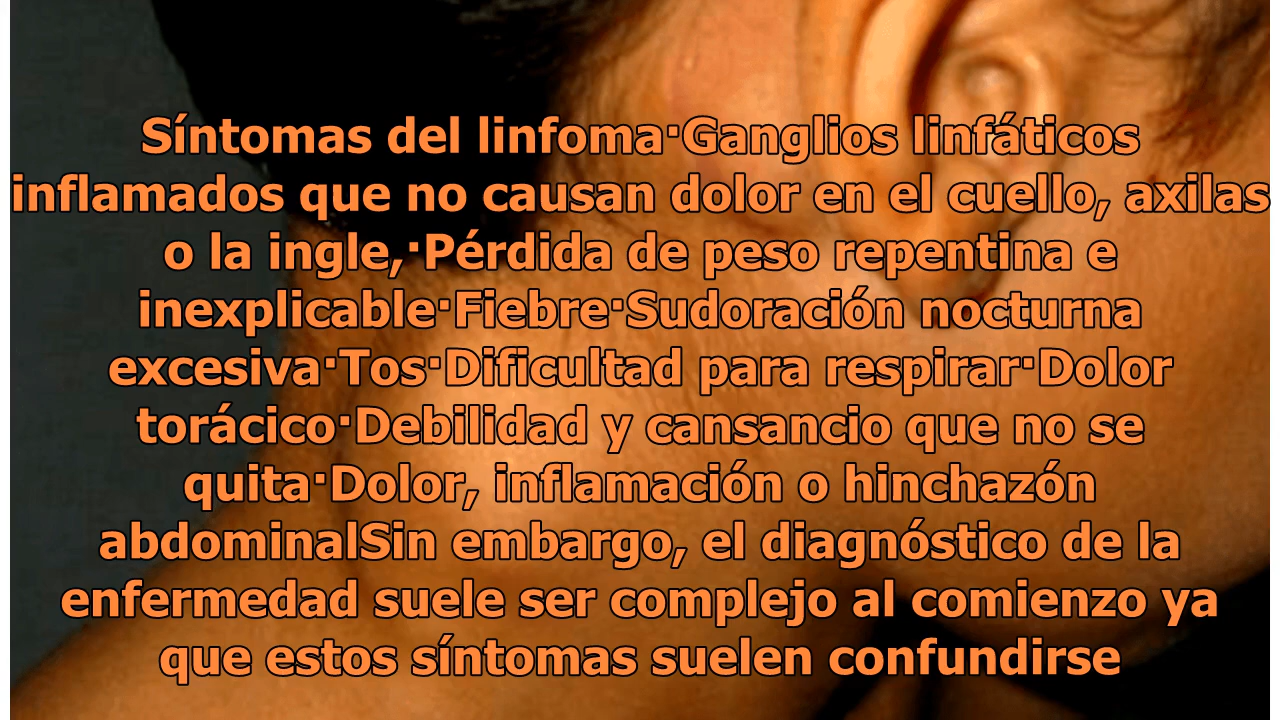 Síntomas del linfoma·Ganglios linfáticos
inflamados que no causan dolor en el cuello, axilas
o la ingle,·Pérdida de peso repentina e
inexplicable·Fiebre·Sudoración nocturna
excesiva·Tos·Dificultad para respirar·Dolor
torácico·Debilidad y cansancio que no se
quita·Dolor, inflamación o hinchazón
abdominalSin embargo, el diagnóstico de la
enfermedad suele ser complejo al comienzo ya
que estos síntomas suelen confundirse